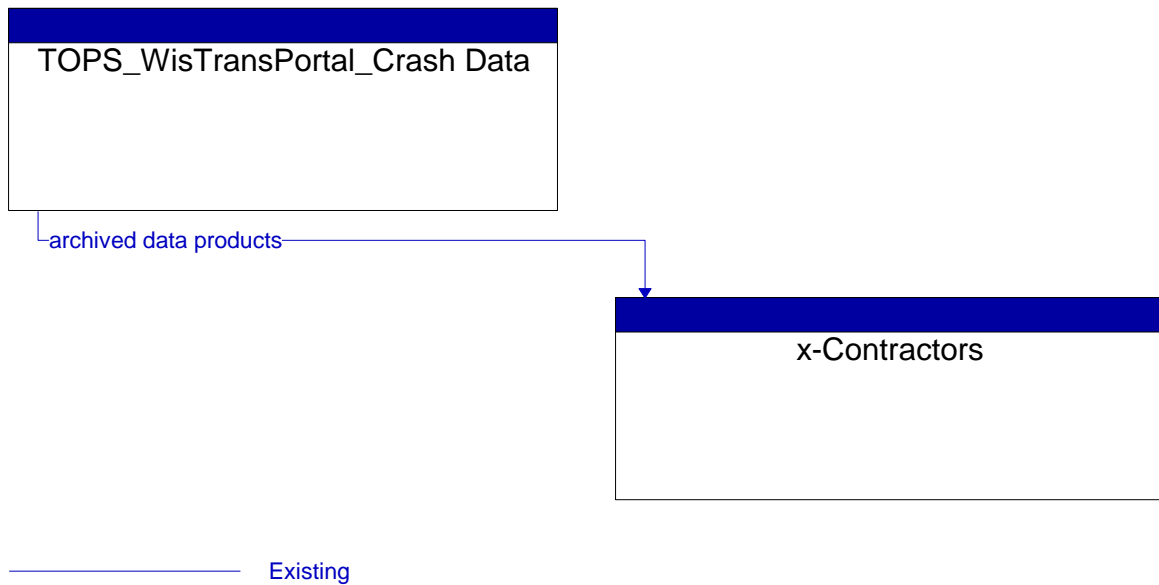 TOPS_WisTransPortal_Crash Data
archived data products
x-Contractors
Existing